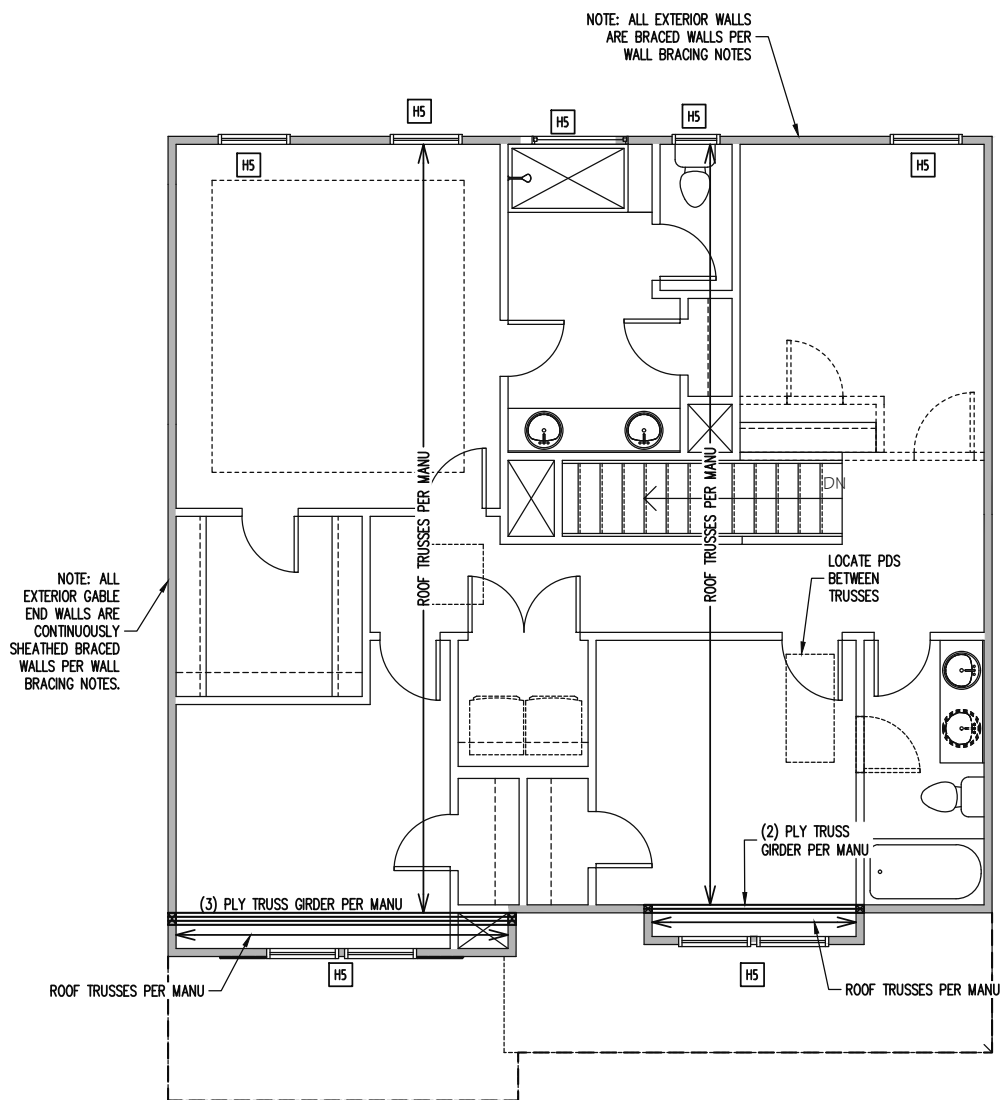 NOTE: ALL EXTERIOR WALLS
ARE BRACED WALLS PER
WALL BRACING NOTES
H5
H5
H5
H5
H5
ROOF TRUSSES PER MANU
ROOF TRUSSES PER MANU
DN
LOCATE PDS
BETWEEN
TRUSSES
NOTE: ALL
EXTERIOR GABLE
END WALLS ARE
CONTINUOUSLY
SHEATHED BRACED
WALLS PER WALL
BRACING NOTES.
(2) PLY TRUSS
GIRDER PER MANU
(3) PLY TRUSS GIRDER PER MANU
H5
H5
ROOF TRUSSES PER MANU
ROOF TRUSSES PER MANU